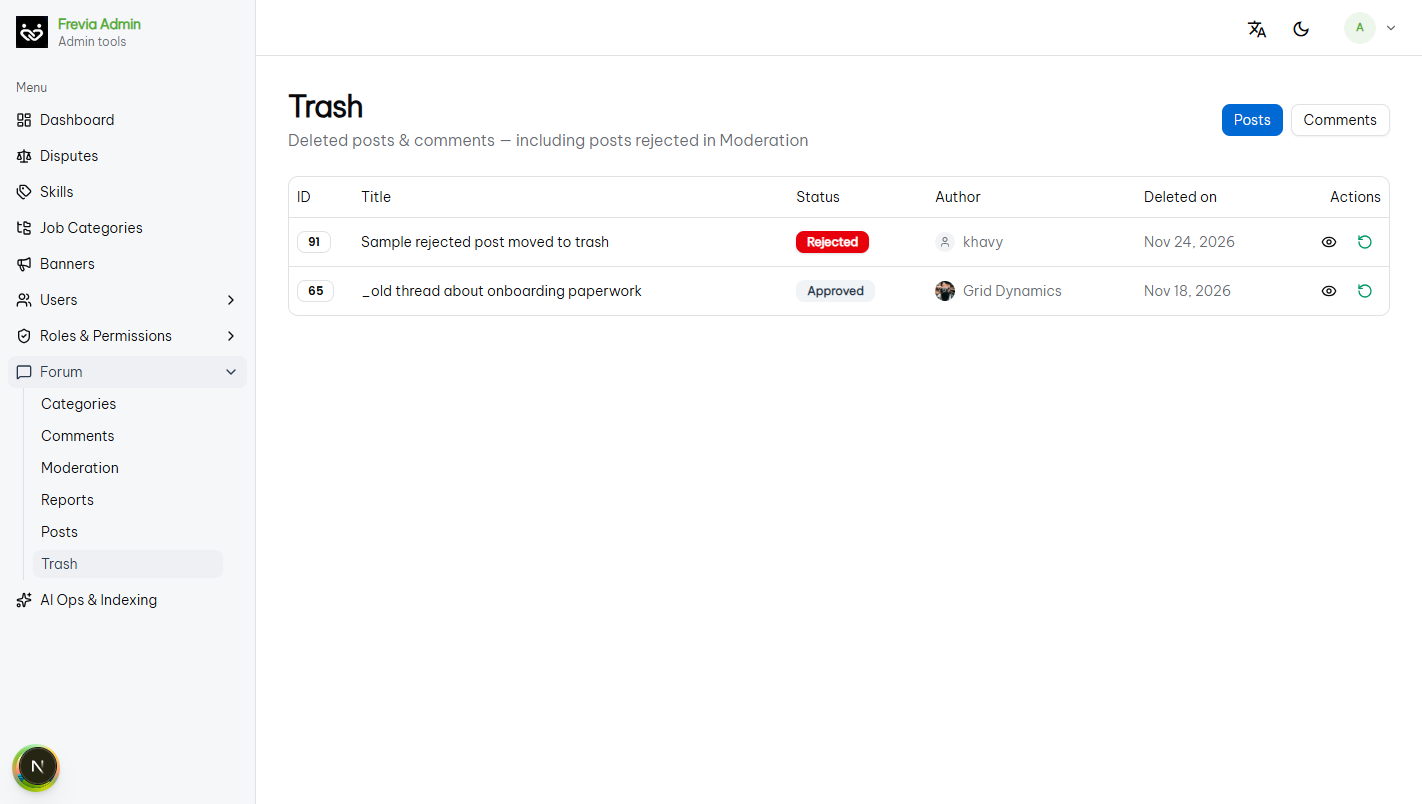 Frevia Admin
Admin tools
Menu
Dashboard
Disputes
Skills
Job Categories
Banners
Users
Roles & Permissions
Forum
Categories
Comments
Moderation
Reports
Posts
Trash
AI Ops & Indexing
N
A
Trash
Deleted posts & comments — including posts rejected in Moderation
Posts Comments
ID Title Status Author Deleted on Actions
91 Sample rejected post moved to trash Rejected khavy Nov 24, 2026
65 _old thread about onboarding paperwork Approved Grid Dynamics Nov 18, 2026